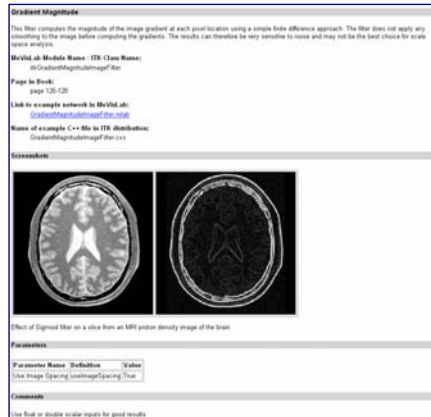 Gradient Magnitude
This filter computes the magnitude of the image gradient at each pixel location using a simple finite difference approach. The filter does not apply any
smoothing to the image before computing the gradients. The results can therefore be very sensitive to noise and may not be the best choice for scale
space analysis.
MeVisLab Module Name / ITK Class Name:
itkGradientMagnitudeImageFilter
Page in Book:
page 126-128
Link to example network in MeVisLab:
GradientMagnitudeImageFilter.mlab
Name of example C++ file in ITK distribution:
GradientMagnitudeImageFilter.cxx
Screenshots
Effect of Sigmoid filter on a slice from an MRI proton density image of the brain
Parameters
Parameter Name Definition Value
Use Image Spacing useImageSpacing True
Comments
Use float or double scalar inputs for good results